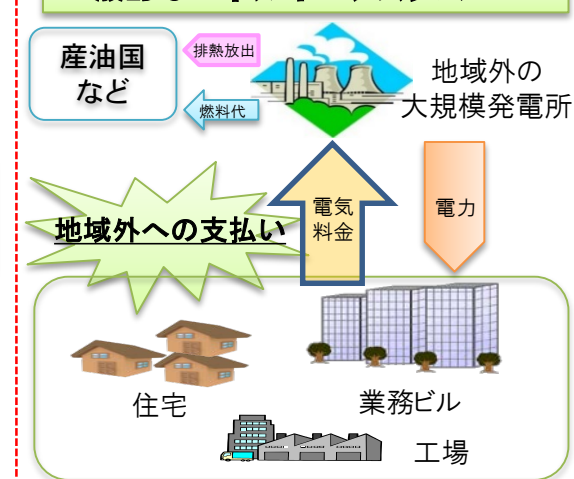 産油国
など
排熱放出
燃料代
地域外の
大規模発電所
地域外への支払い
電気
料金
電力
住宅
業務ビル
工場